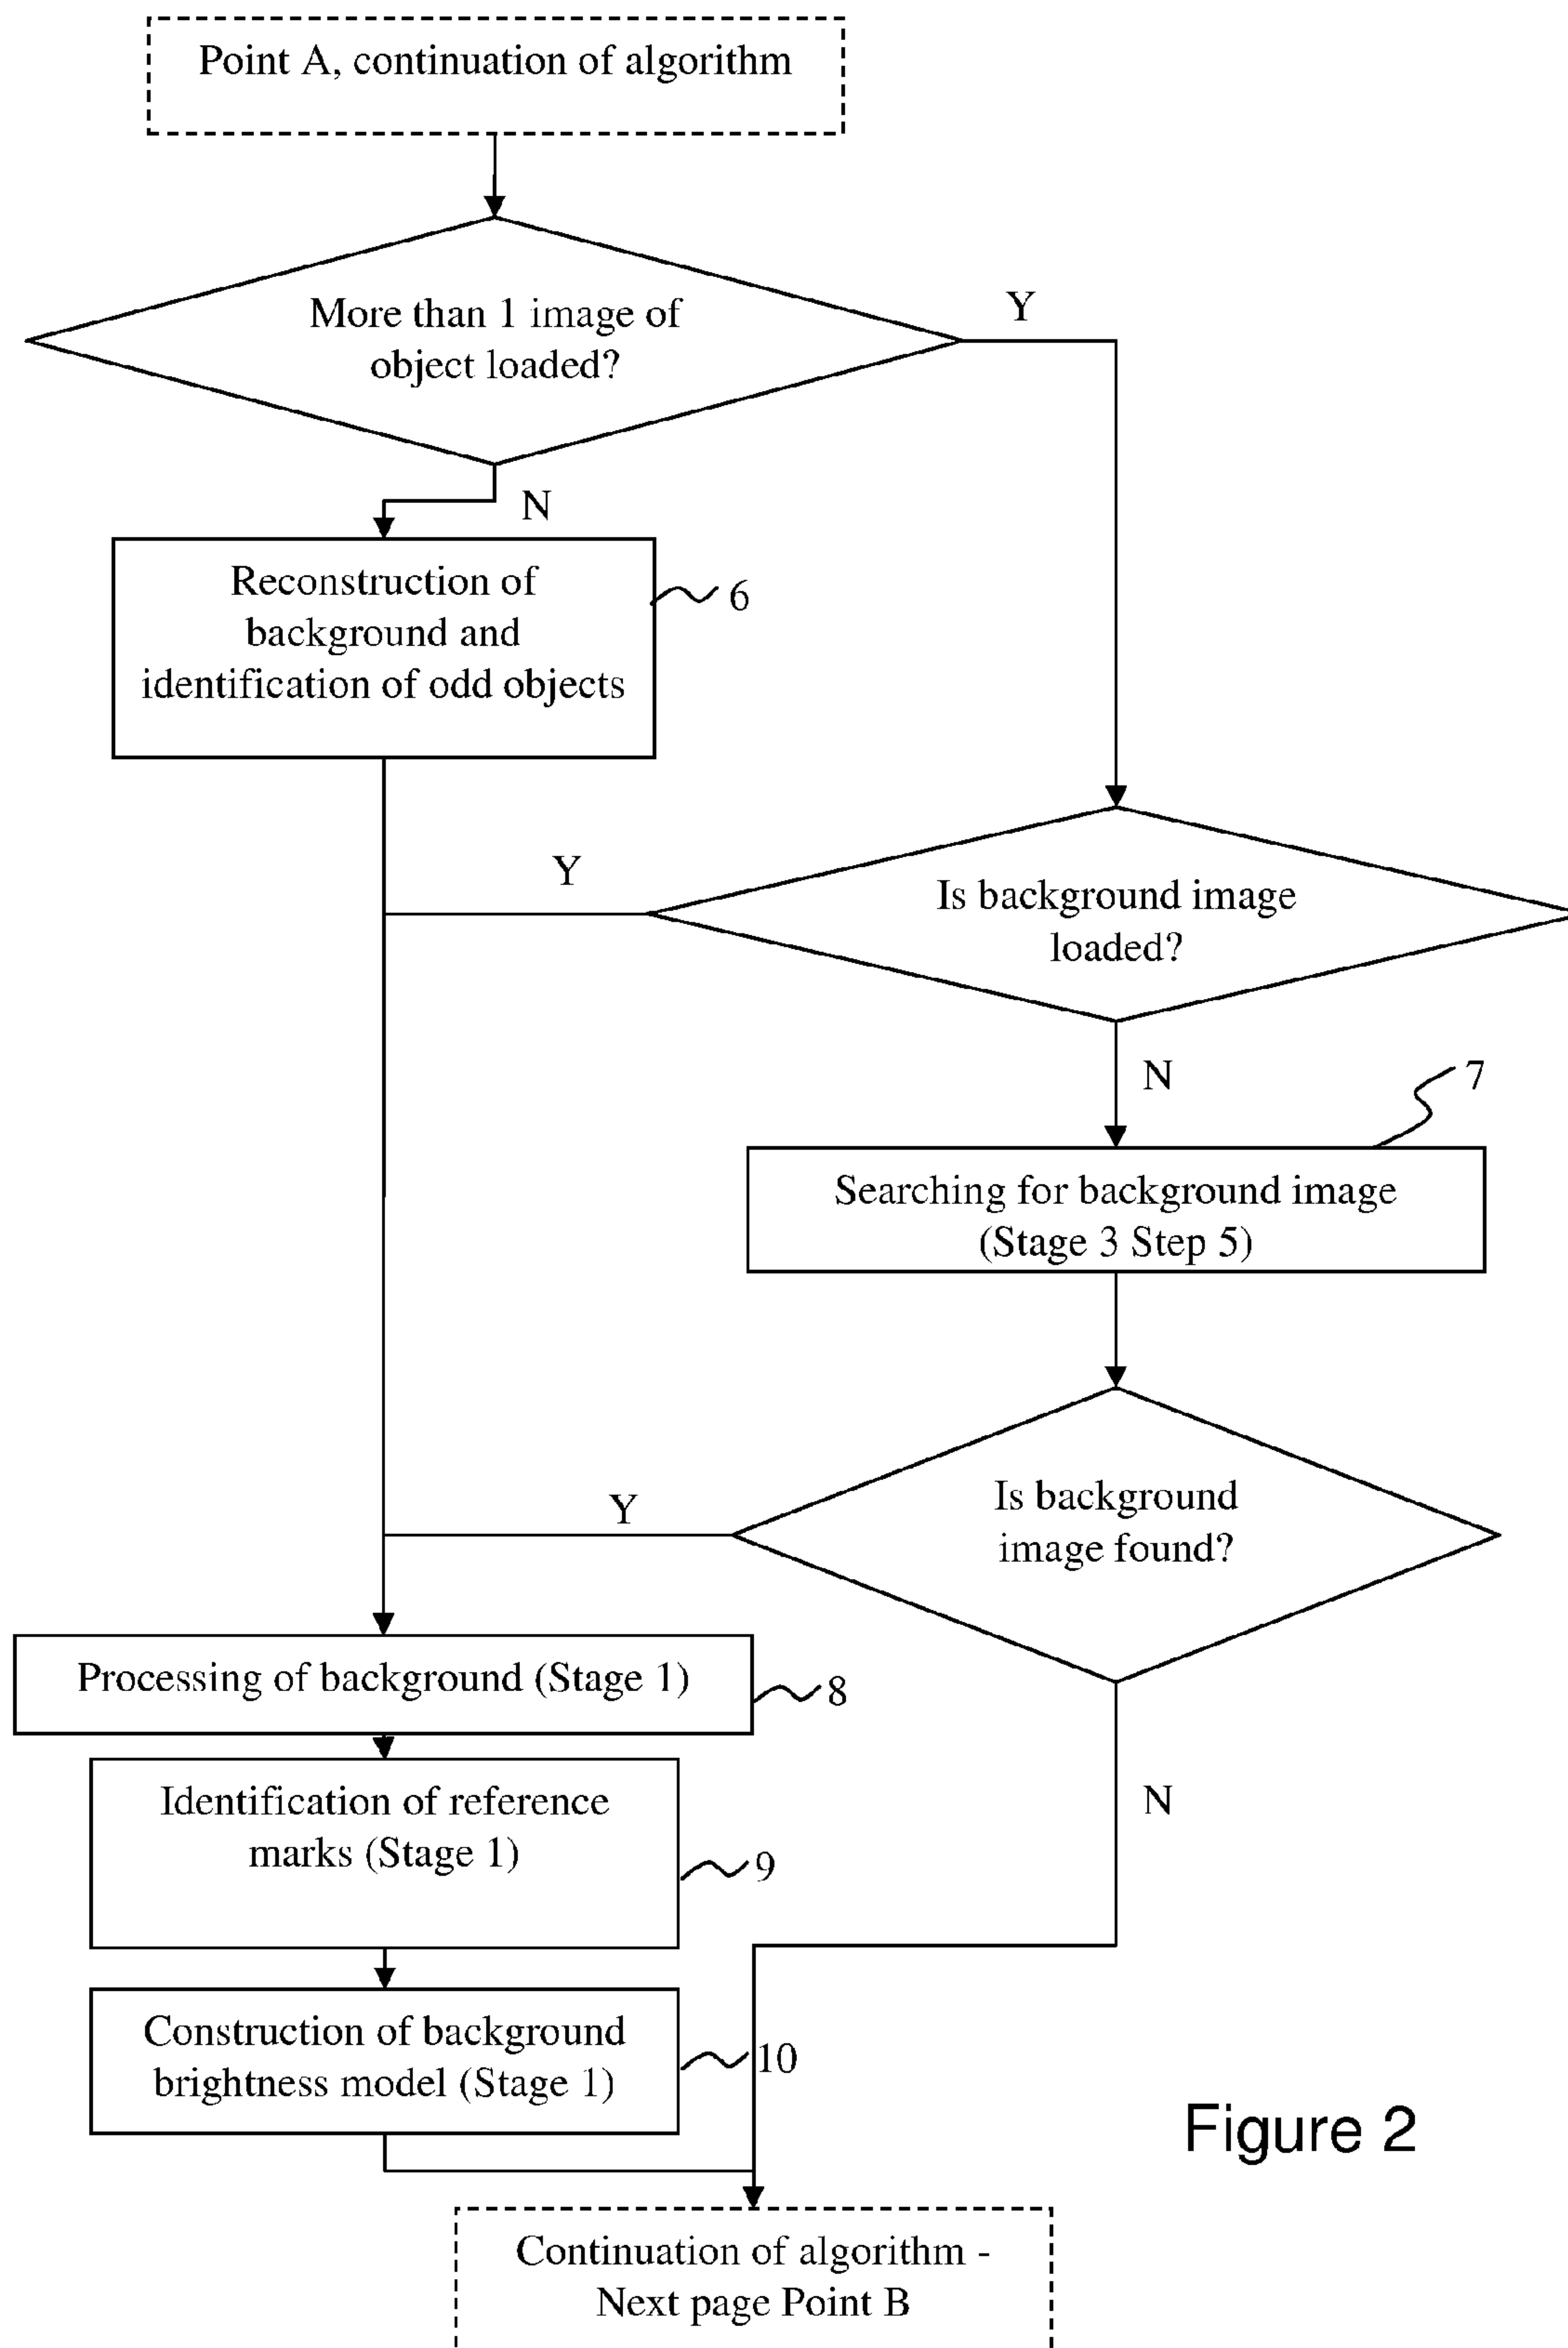 Point A, continuation of algorithm
More than 1 image of
object loaded?
Y
N
Reconstruction of
background and
identification of odd objects
6
Y
Is background image
loaded?
N
7
Searching for background image
(Stage 3 Step 5)
Is background
image found?
Y
Processing of background (Stage 1)
8
N
Identification of reference
marks (Stage 1)
9
Construction of background
brightness model (Stage 1)
10
Figure 2
Continuation of algorithm -
Next page Point B